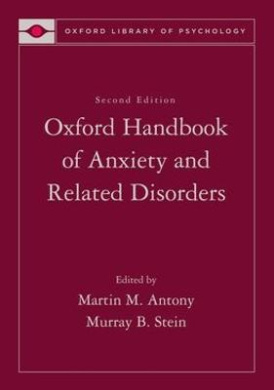 OXFORD LIBRARY OF PSYCHOLOGY
Second Edition
Oxford Handbook
of Anxiety and
Related Disorders
Edited by
Martin M. Antony
Murray B. Stein